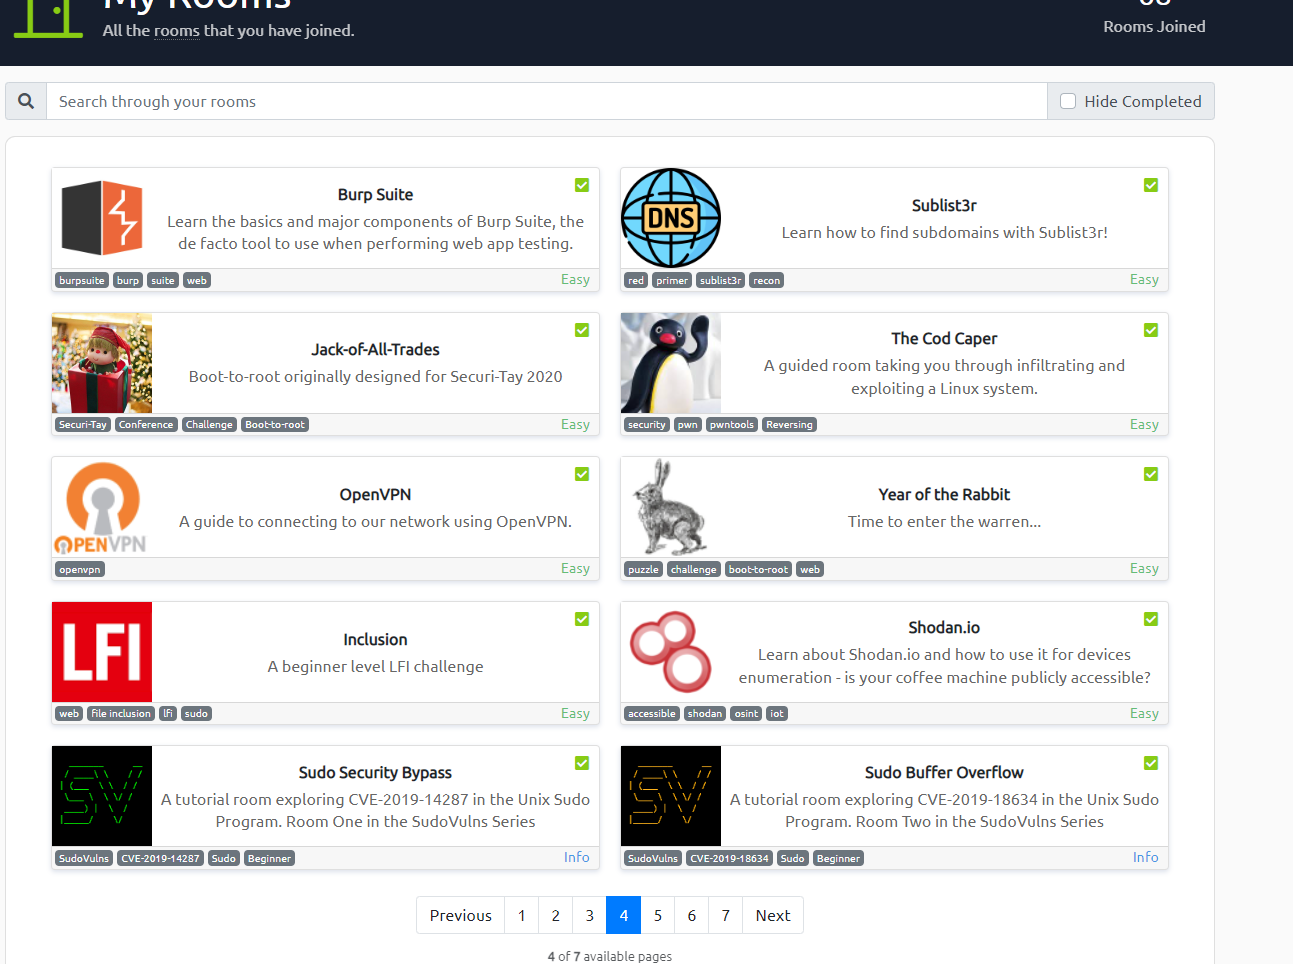 My Rooms
All the rooms that you have joined.
Rooms Joined
Search through your rooms
Hide Completed
Burp Suite
Learn the basics and major components of Burp Suite, the
de facto tool to use when performing web app testing.
burpsuite burp suite web
Easy
DNS
Sublist3r
Learn how to find subdomains with Sublist3r!
red primer sublist3r recon
Easy
Jack-of-All-Trades
Boot-to-root originally designed for Securi-Tay 2020
Securi-Tay Conference Challenge Boot-to-root
Easy
The Cod Caper
A guided room taking you through infiltrating and
exploiting a Linux system.
security pwn pwntools Reversing
Easy
OPENVPN
OpenVPN
A guide to connecting to our network using OpenVPN.
openvpn
Easy
Year of the Rabbit
Time to enter the warren...
puzzle challenge boot-to-root web
Easy
LFI
Inclusion
A beginner level LFI challenge
web file inclusion lfi sudo
Easy
Shodan.io
Learn about Shodan.io and how to use it for devices
enumeration - is your coffee machine publicly accessible?
accessible shodan osint iot
Easy
SV
Sudo Security Bypass
A tutorial room exploring CVE-2019-14287 in the Unix Sudo
Program. Room One in the SudoVulns Series
SudoVulns CVE-2019-14287 Sudo Beginner
Info
SV
Sudo Buffer Overflow
A tutorial room exploring CVE-2019-18634 in the Unix Sudo
Program. Room Two in the SudoVulns Series
SudoVulns CVE-2019-18634 Sudo Beginner
Info
Previous 1 2 3 4 5 6 7 Next
4 of 7 available pages